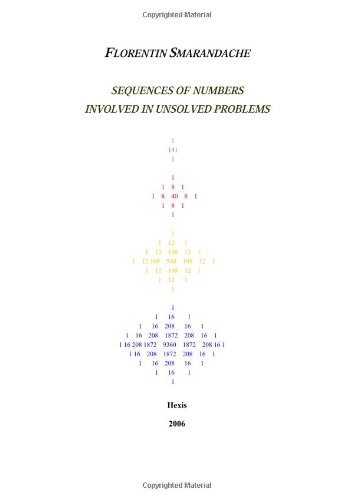 Copyrighted Material
FLORENTIN SMARANDACHE
SEQUENCES OF NUMBERS
INVOLVED IN UNSOLVED PROBLEMS
1
141
1
1
1 8 1
1 8 40 8 1
1 8 1
1
1
1 12 1
1 12 108 12 1
1 12 108 540 108 12 1
1 12 108 12 1
1 12 1
1
1
1 16 1
1 16 208 16 1
1 16 208 1872 208 16 1
1 16 208 1872 9360 1872 208 16 1
1 16 208 1872 208 16 1
1 16 208 16 1
1 16 1
1
Hexis
2006
Copyrighted Material